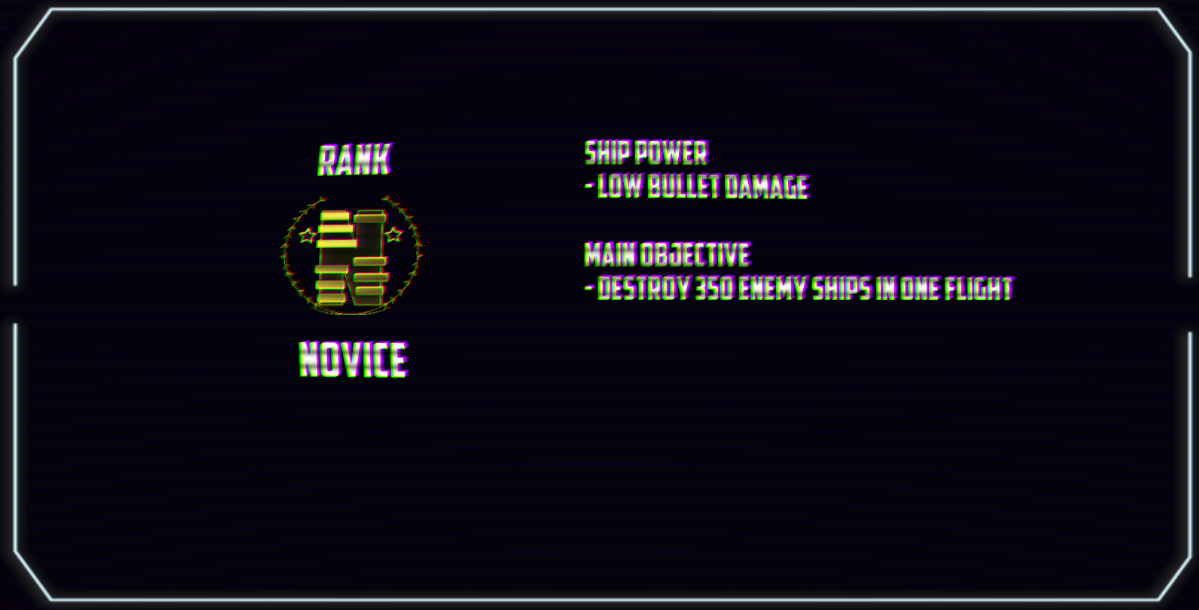 RANK
NOVICE
SHIP POWER
- LOW BULLET DAMAGE
MAIN OBJECTIVE
- DESTROY 350 ENEMY SHIPS IN ONE FLIGHT